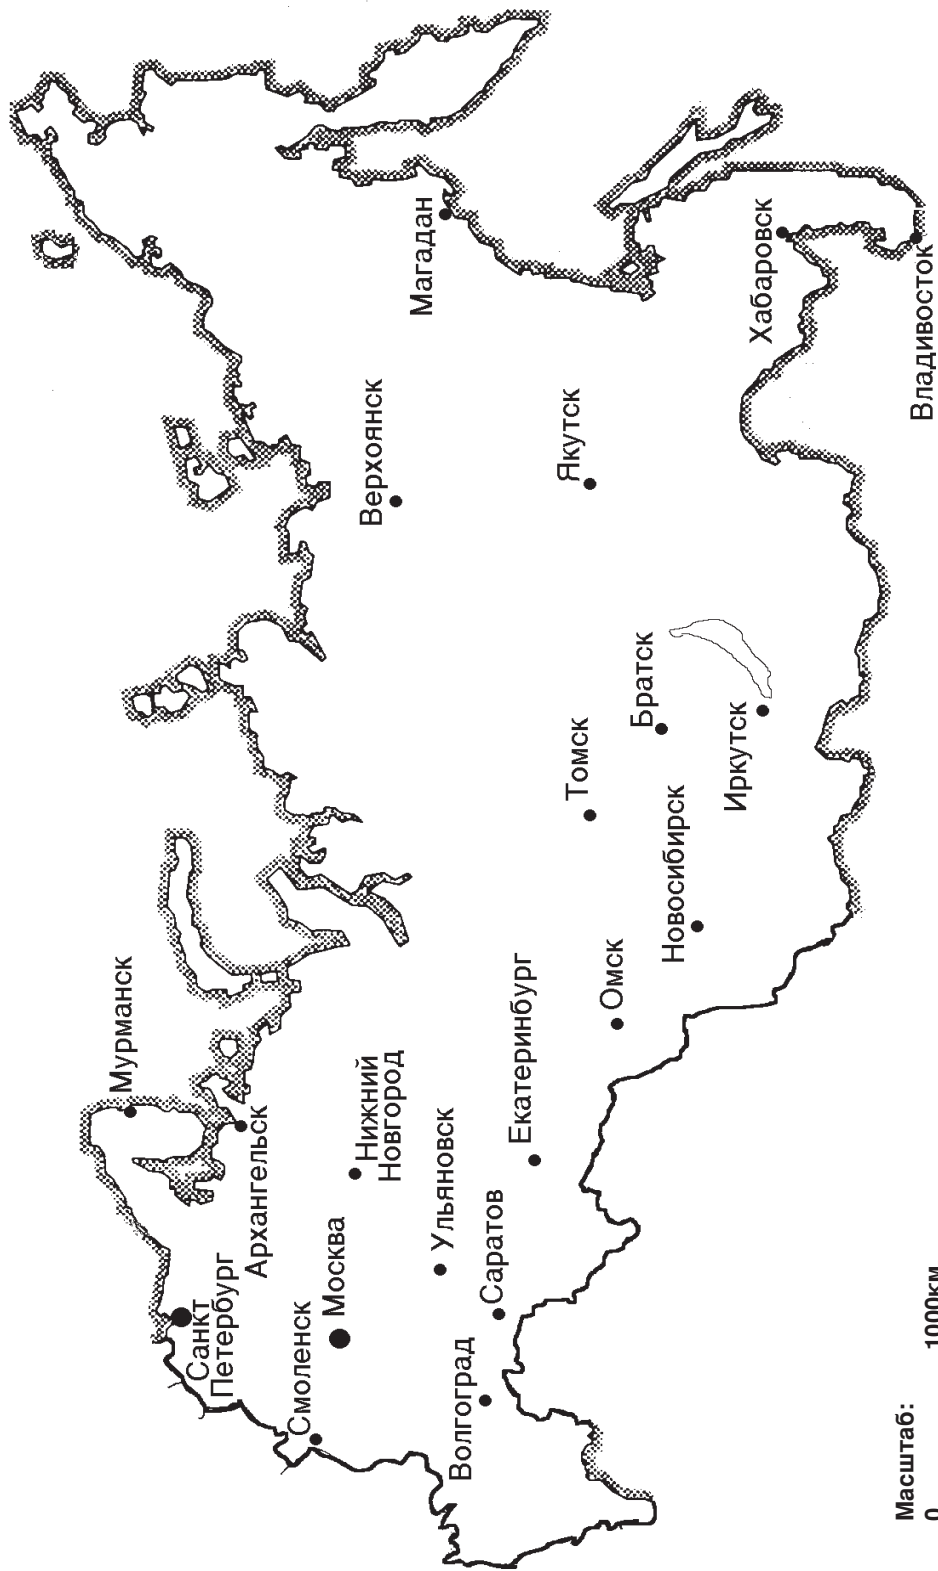 Мурманск
Санкт
Петербург
Архангельск
Смоленск
Москва
Нижний
Новгород
Ульяновск
Волгоград
Саратов
Екатеринбург
Омск
Новосибирск
Томск
Братск
Иркутск
Верхоянск
Якутск
Магадан
Хабаровск
Владивосток
Масштаб:
0 1000км